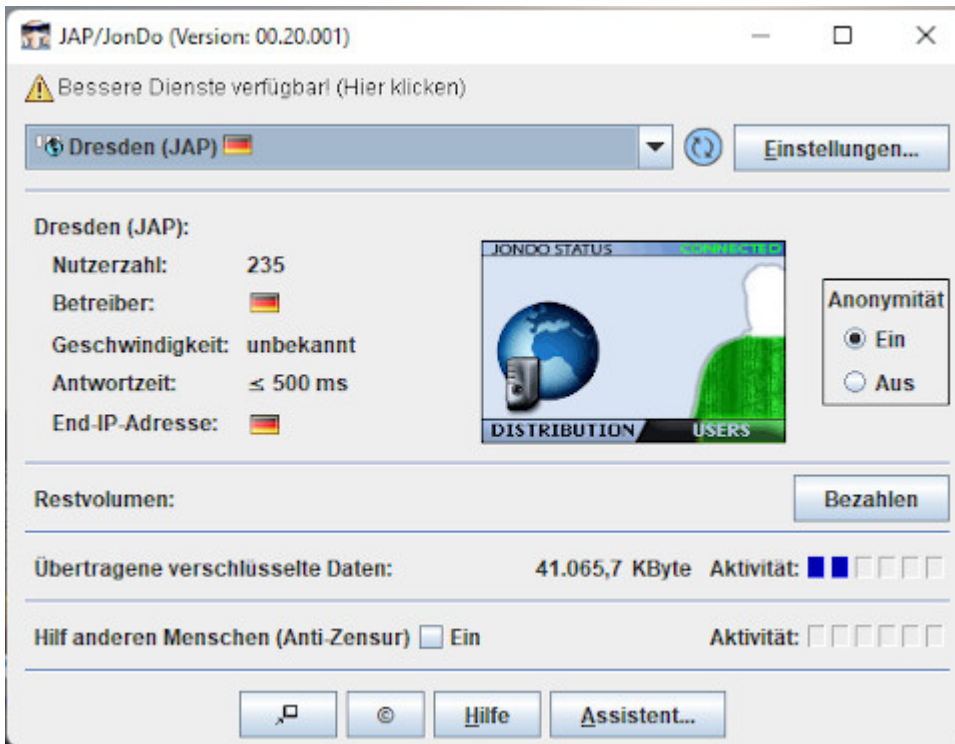 JAP/JonDo (Version: 00.20.001)
Bessere Dienste verfügbar! (Hier klicken)
Dresden (JAP)
Einstellungen...
Dresden (JAP):
Nutzerzahl: 235
Betreiber:
Geschwindigkeit: unbekannt
Antwortzeit: ≤ 500 ms
End-IP-Adresse:
JONDO STATUS CONNECTED
DISTRIBUTION USERS
Anonymität
Ein
Aus
Restvolumen: Bezahlen
Übertragene verschlüsselte Daten: 41.065,7 KByte Aktivität:
Hilf anderen Menschen (Anti-Zensur) Ein Aktivität:
© Hilfe Assistent...